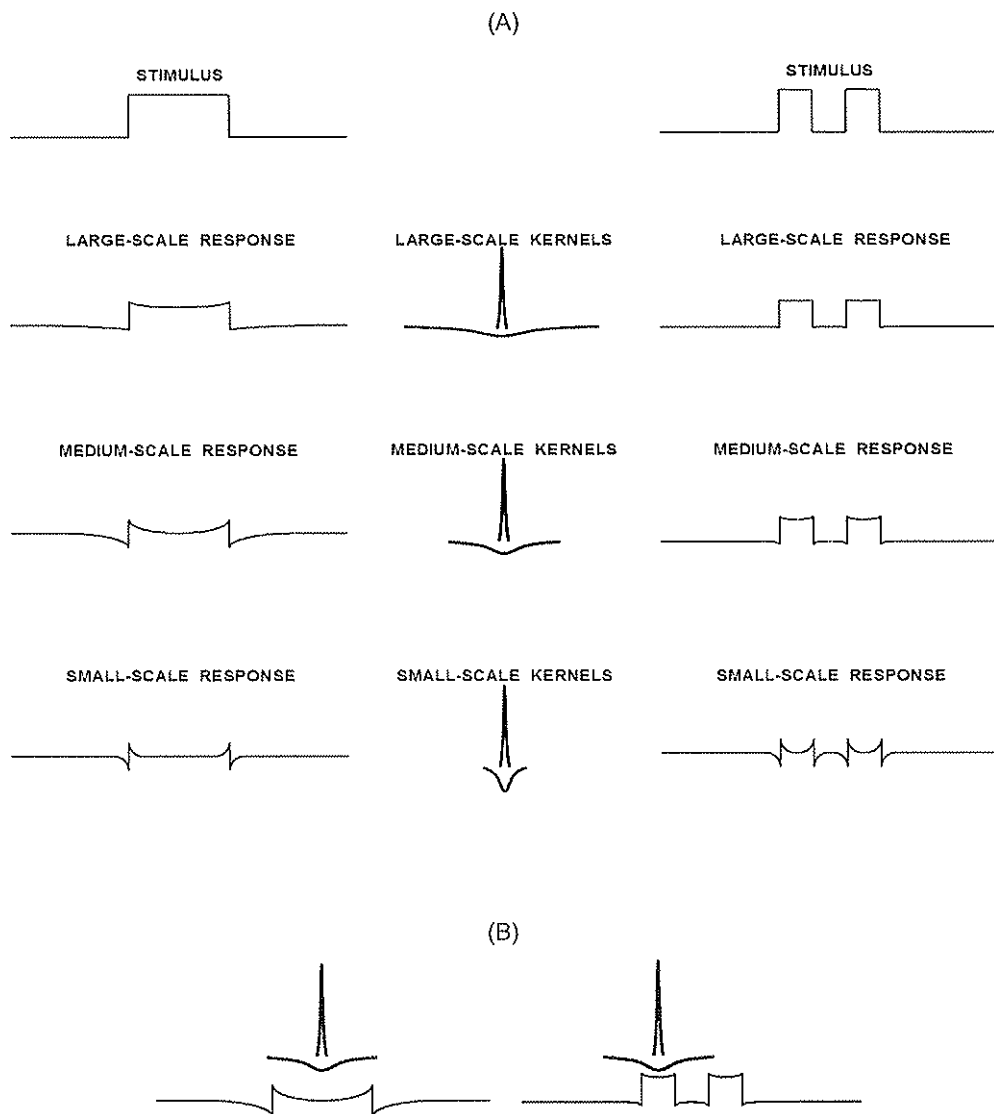 (A)
STIMULUS
STIMULUS
LARGE-SCALE RESPONSE
LARGE-SCALE KERNELS
LARGE-SCALE RESPONSE
MEDIUM-SCALE RESPONSE
MEDIUM-SCALE KERNELS
MEDIUM-SCALE RESPONSE
SMALL-SCALE RESPONSE
SMALL-SCALE KERNELS
SMALL-SCALE RESPONSE
(B)